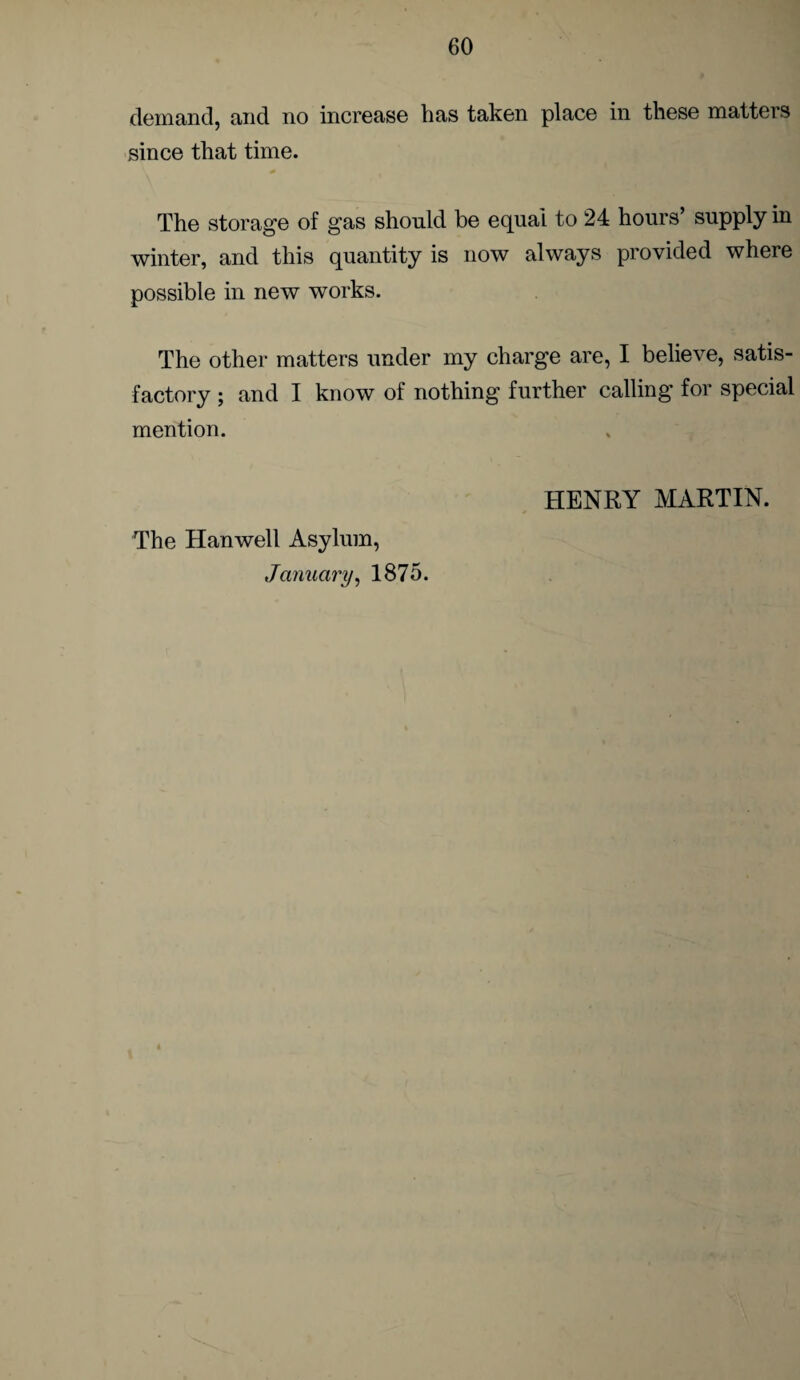 60
demand, and no increase has taken place in these matters
since that time.
The storage of gas should be equal to 24 hours’ supply in
winter, and this quantity is now always provided where
possible in new works.
The other matters under my charge are, I believe, satis-
factory ; and I know of nothing further calling for special
mention.
HENRY MARTIN.
The Hanwell Asylum,
January, 1875.